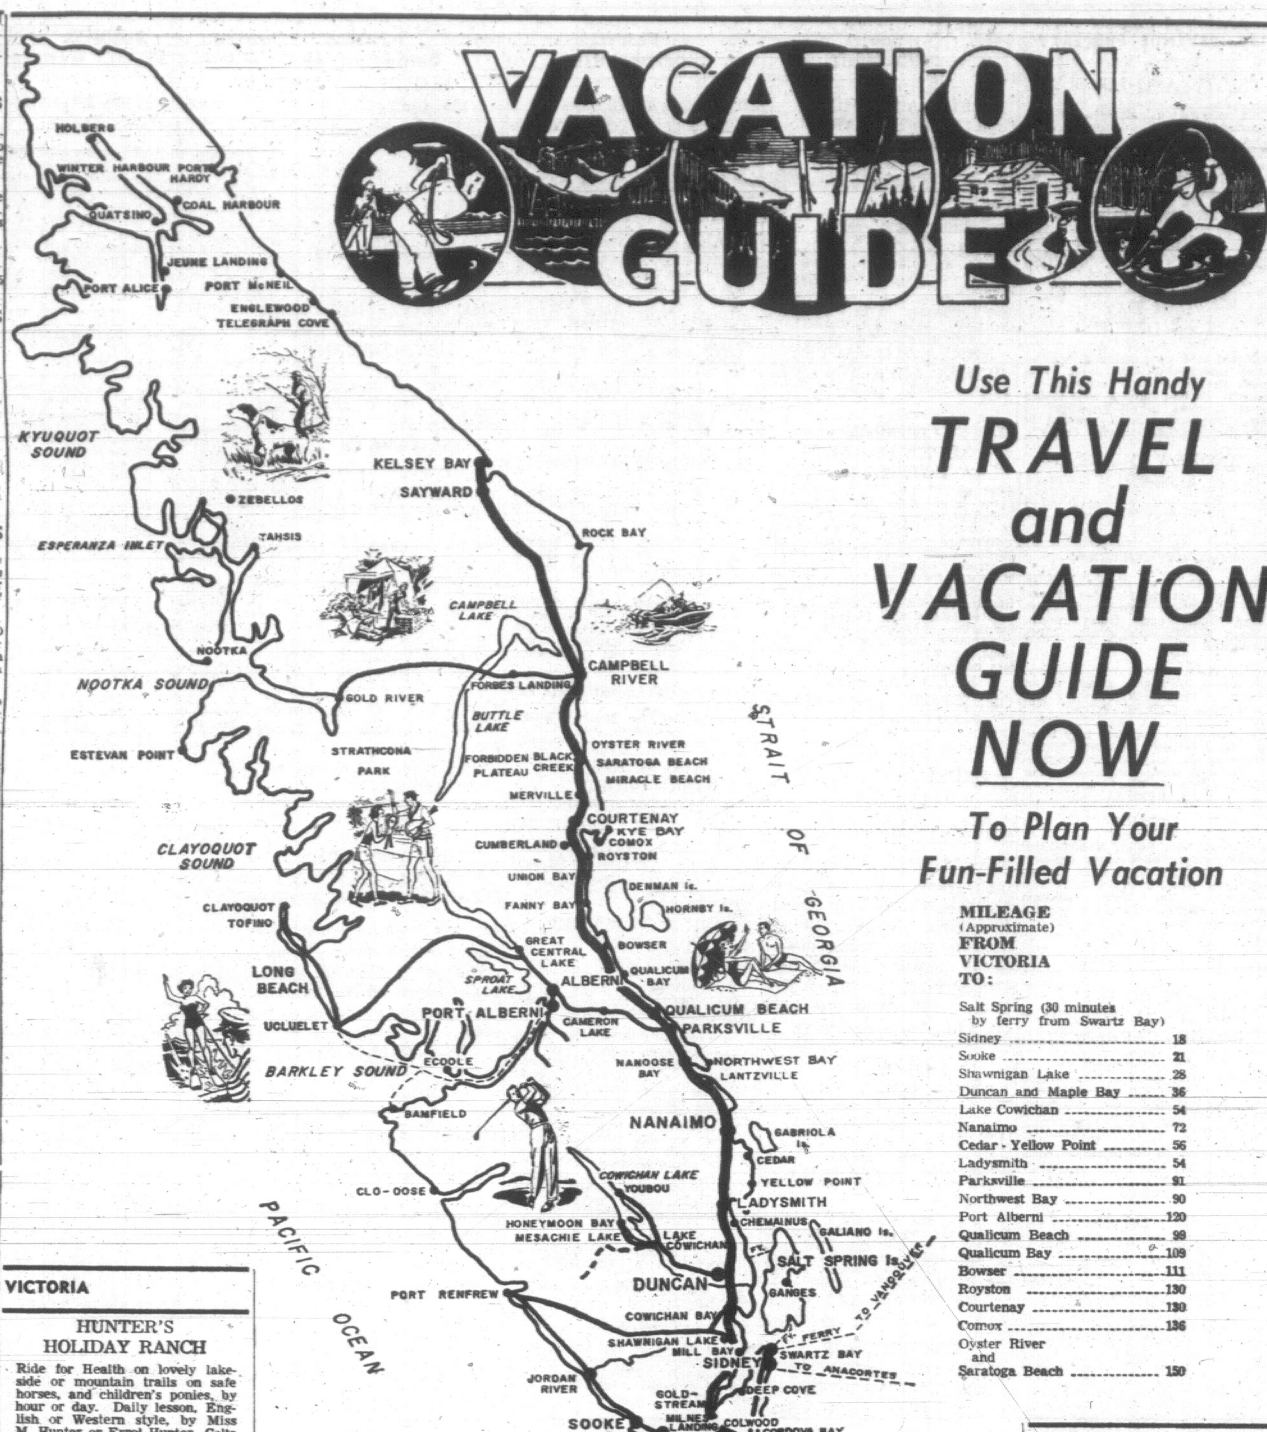 VACATION
GUIDE
HOLBERG
WINTER HARBOUR PORT
HARDY
COAL HARBOUR
QUATSINO
JEUNE LANDING
PORT McNEIL
PORT ALICE
ENGLEWOOD
TELEGRAPH COVE
KYUQUOT
SOUND
KELSEY BAY
SAYWARD
ZEBELLOS
ROCK BAY
TAHSIS
ESPERANZA INLET
CAMPBELL
LAKE
NOOTKA
CAMPBELL
RIVER
NOOTKA SOUND
FORBES LANDING
GOLD RIVER
BUTTLE
LAKE
ESTEVAN POINT
STRATHCONA
PARK
OYSTER RIVER
FORBIDDEN
PLATEAU
BLACK
CREEK
SARATOGA BEACH
MIRACLE BEACH
MERVILLE
COURTENAY
KYE BAY
COMOX
CUMBERLAND
ROYSTON
CLAYOQUOT
SOUND
UNION BAY
DENMAN Is.
FANNY BAY
HORNBY Is.
STRAIT
OF
GEORGIA
CLAYOQUOT
TOFINO
GREAT
CENTRAL
LAKE
BOWSER
LONG
BEACH
SPROAT
LAKE
ALBERNI
QUALICUM
BAY
PORT ALBERNI
QUALICUM BEACH
UCLUELET
CAMERON
LAKE
PARKSVILLE
ECOOLE
NANOOSE
BAY
NORTHWEST BAY
LANTZVILLE
BARKLEY SOUND
BAMFIELD
NANAIMO
GABRIOLA
Is.
CEDAR
CLO-OOSE
COWICHAN LAKE
YOUBOU
YELLOW POINT
LADYSMITH
HONEYMOON BAY
MESACHIE LAKE
LAKE
COWICHAN
CHEMAINUS
GALIANO Is.
PACIFIC
OCEAN
SALT SPRING Is.
DUNCAN
GANGES
PORT RENFREW
COWICHAN BAY
TO VANCOUVER
FERRY
SHAWNIGAN LAKE
MILL BAY
SWARTZ BAY
SIDNEY
TO ANACORTES
JORDAN
RIVER
DEEP COVE
GOLD-
STREAM
MILNES
LANDING
COLWOOD
SOOKE
Use This Handy
TRAVEL
and
VACATION
GUIDE
NOW
To Plan Your
Fun-Filled Vacation
MILEAGE
(Approximate)
FROM
VICTORIA
TO:
Salt Spring (30 minutes
by ferry from Swartz Bay)
Sidney 18
Sooke 21
Shawnigan Lake 28
Duncan and Maple Bay 36
Lake Cowichan 54
Nanaimo 72
Cedar - Yellow Point 56
Ladysmith 54
Parksville 91
Northwest Bay 90
Port Alberni 120
Qualicum Beach 99
Qualicum Bay 109
Bowser 111
Royston 130
Courtenay 130
Comox 136
Oyster River
and
Saratoga Beach 150
VICTORIA
HUNTER'S
HOLIDAY RANCH
Ride for Health on lovely lake-
side or mountain trails on safe
horses, and children's ponies, by
hour or day. Daily lesson, Eng-
lish or Western style, by Miss